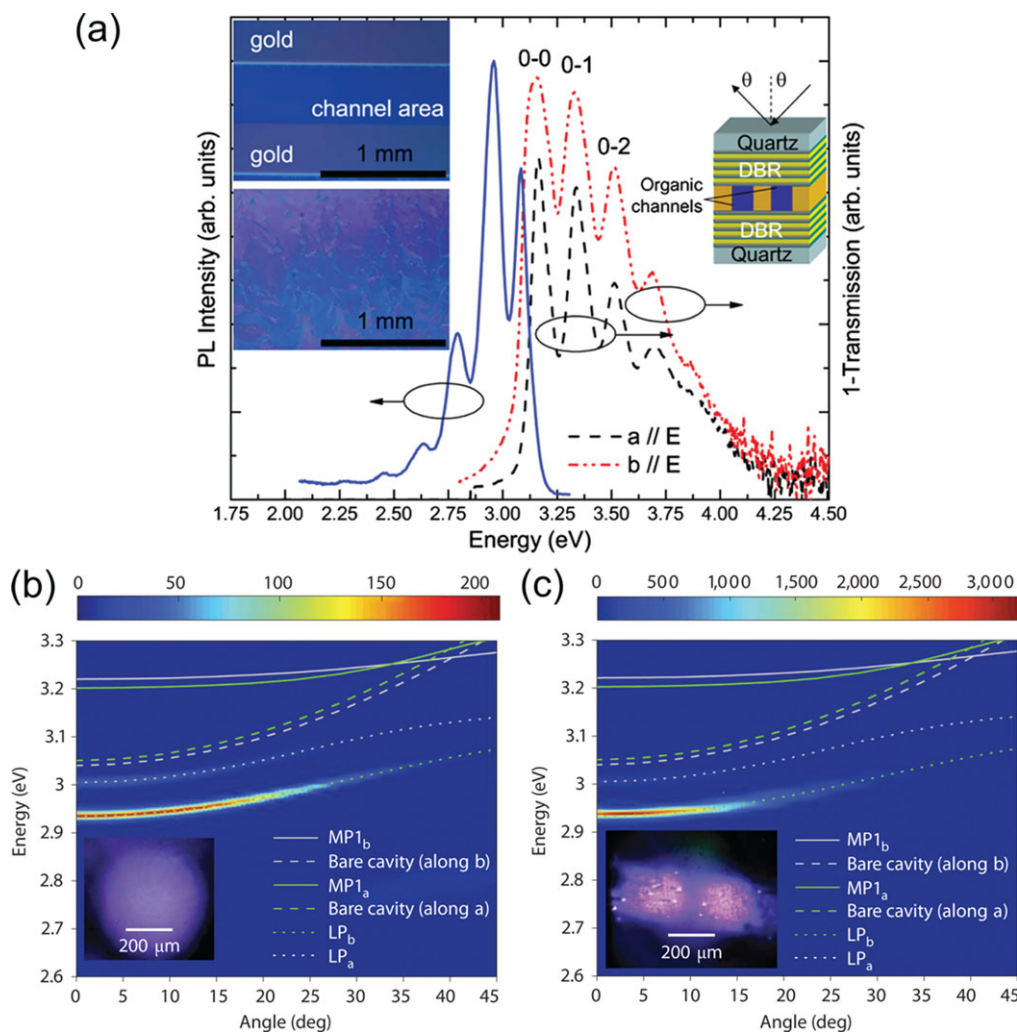 (a)
gold
channel area
gold
1 mm
1 mm
0-0
0-1
0-2
θ θ
Quartz
DBR
Organic
channels
DBR
Quartz
PL Intensity (arb. units)
1-Transmission (arb. units)
a // E
b // E
1.75 2.00 2.25 2.50 2.75 3.00 3.25 3.50 3.75 4.00 4.25 4.50
Energy (eV)
(b)
0 50 100 150 200
3.3
3.2
3.1
3
2.9
2.8
2.7
2.6
Energy (eV)
MP1b
Bare cavity (along b)
MP1a
Bare cavity (along a)
LPb
LPa
200 μm
0 5 10 15 20 25 30 35 40 45
Angle (deg)
(c)
0 500 1,000 1,500 2,000 2,500 3,000
3.3
3.2
3.1
3
2.9
2.8
2.7
2.6
Energy (eV)
MP1b
Bare cavity (along b)
MP1a
Bare cavity (along a)
LPb
LPa
200 μm
0 5 10 15 20 25 30 35 40 45
Angle (deg)